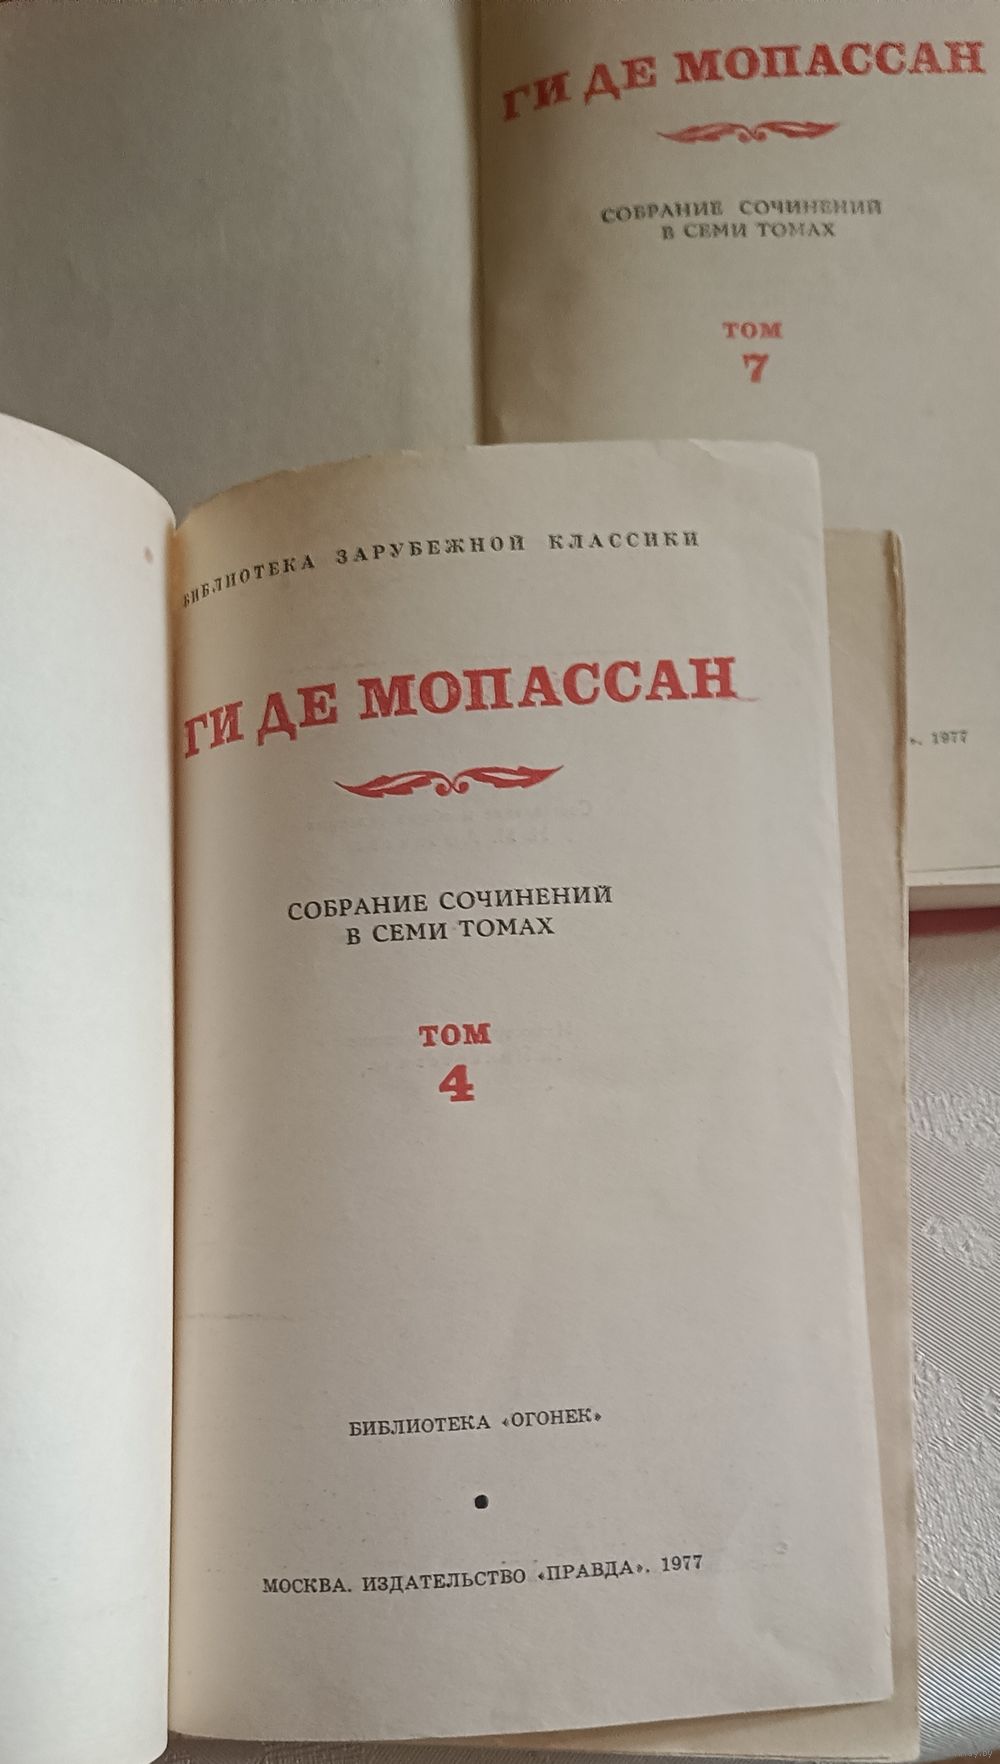 ГИ ДЕ МОПАССАН
СОБРАНИЕ СОЧИНЕНИЙ
В СЕМИ ТОМАХ
ТОМ
7
». 1977
БИБЛИОТЕКА ЗАРУБЕЖНОЙ КЛАССИКИ
ГИ ДЕ МОПАССАН
СОБРАНИЕ СОЧИНЕНИЙ
В СЕМИ ТОМАХ
ТОМ
4
БИБЛИОТЕКА «ОГОНЕК»
МОСКВА. ИЗДАТЕЛЬСТВО «ПРАВДА». 1977